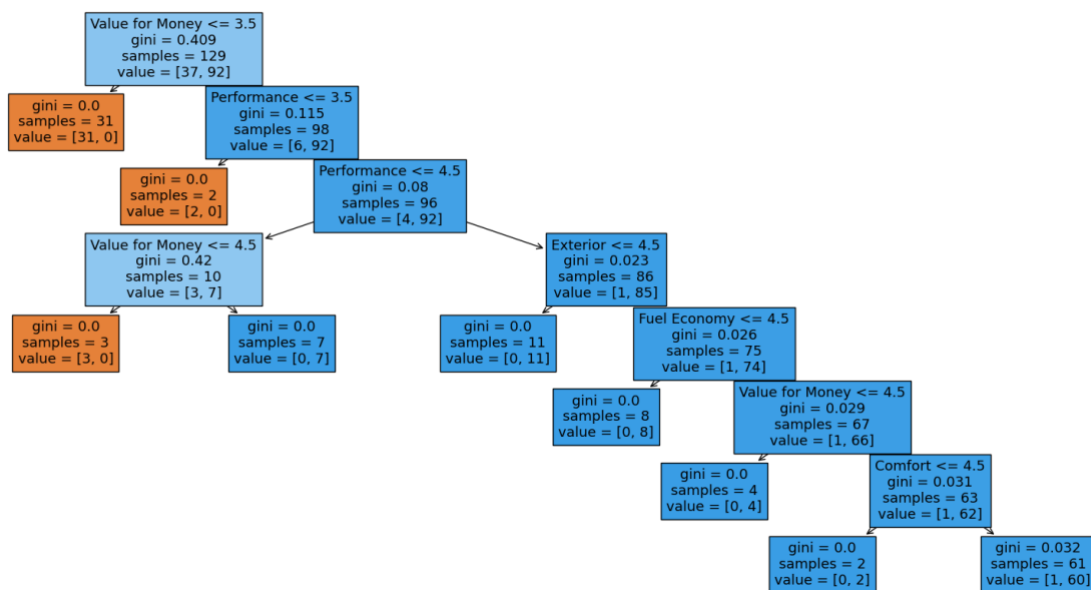 Value for Money <= 3.5
gini = 0.409
samples = 129
value = [37, 92]
gini = 0.0
samples = 31
value = [31, 0]
Performance <= 3.5
gini = 0.115
samples = 98
value = [6, 92]
gini = 0.0
samples = 2
value = [2, 0]
Performance <= 4.5
gini = 0.08
samples = 96
value = [4, 92]
Value for Money <= 4.5
gini = 0.42
samples = 10
value = [3, 7]
Exterior <= 4.5
gini = 0.023
samples = 86
value = [1, 85]
gini = 0.0
samples = 3
value = [3, 0]
gini = 0.0
samples = 7
value = [0, 7]
gini = 0.0
samples = 11
value = [0, 11]
Fuel Economy <= 4.5
gini = 0.026
samples = 75
value = [1, 74]
gini = 0.0
samples = 8
value = [0, 8]
Value for Money <= 4.5
gini = 0.029
samples = 67
value = [1, 66]
gini = 0.0
samples = 4
value = [0, 4]
Comfort <= 4.5
gini = 0.031
samples = 63
value = [1, 62]
gini = 0.0
samples = 2
value = [0, 2]
gini = 0.032
samples = 61
value = [1, 60]